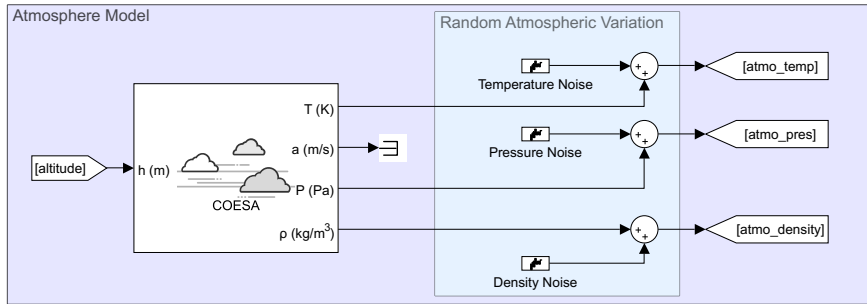 Atmosphere Model
Random Atmospheric Variation
Temperature Noise
[atmo_temp]
T (K)
a (m/s)
Pressure Noise
[atmo_pres]
[altitude]
h (m)
P (Pa)
COESA
ρ (kg/m³)
[atmo_density]
Density Noise